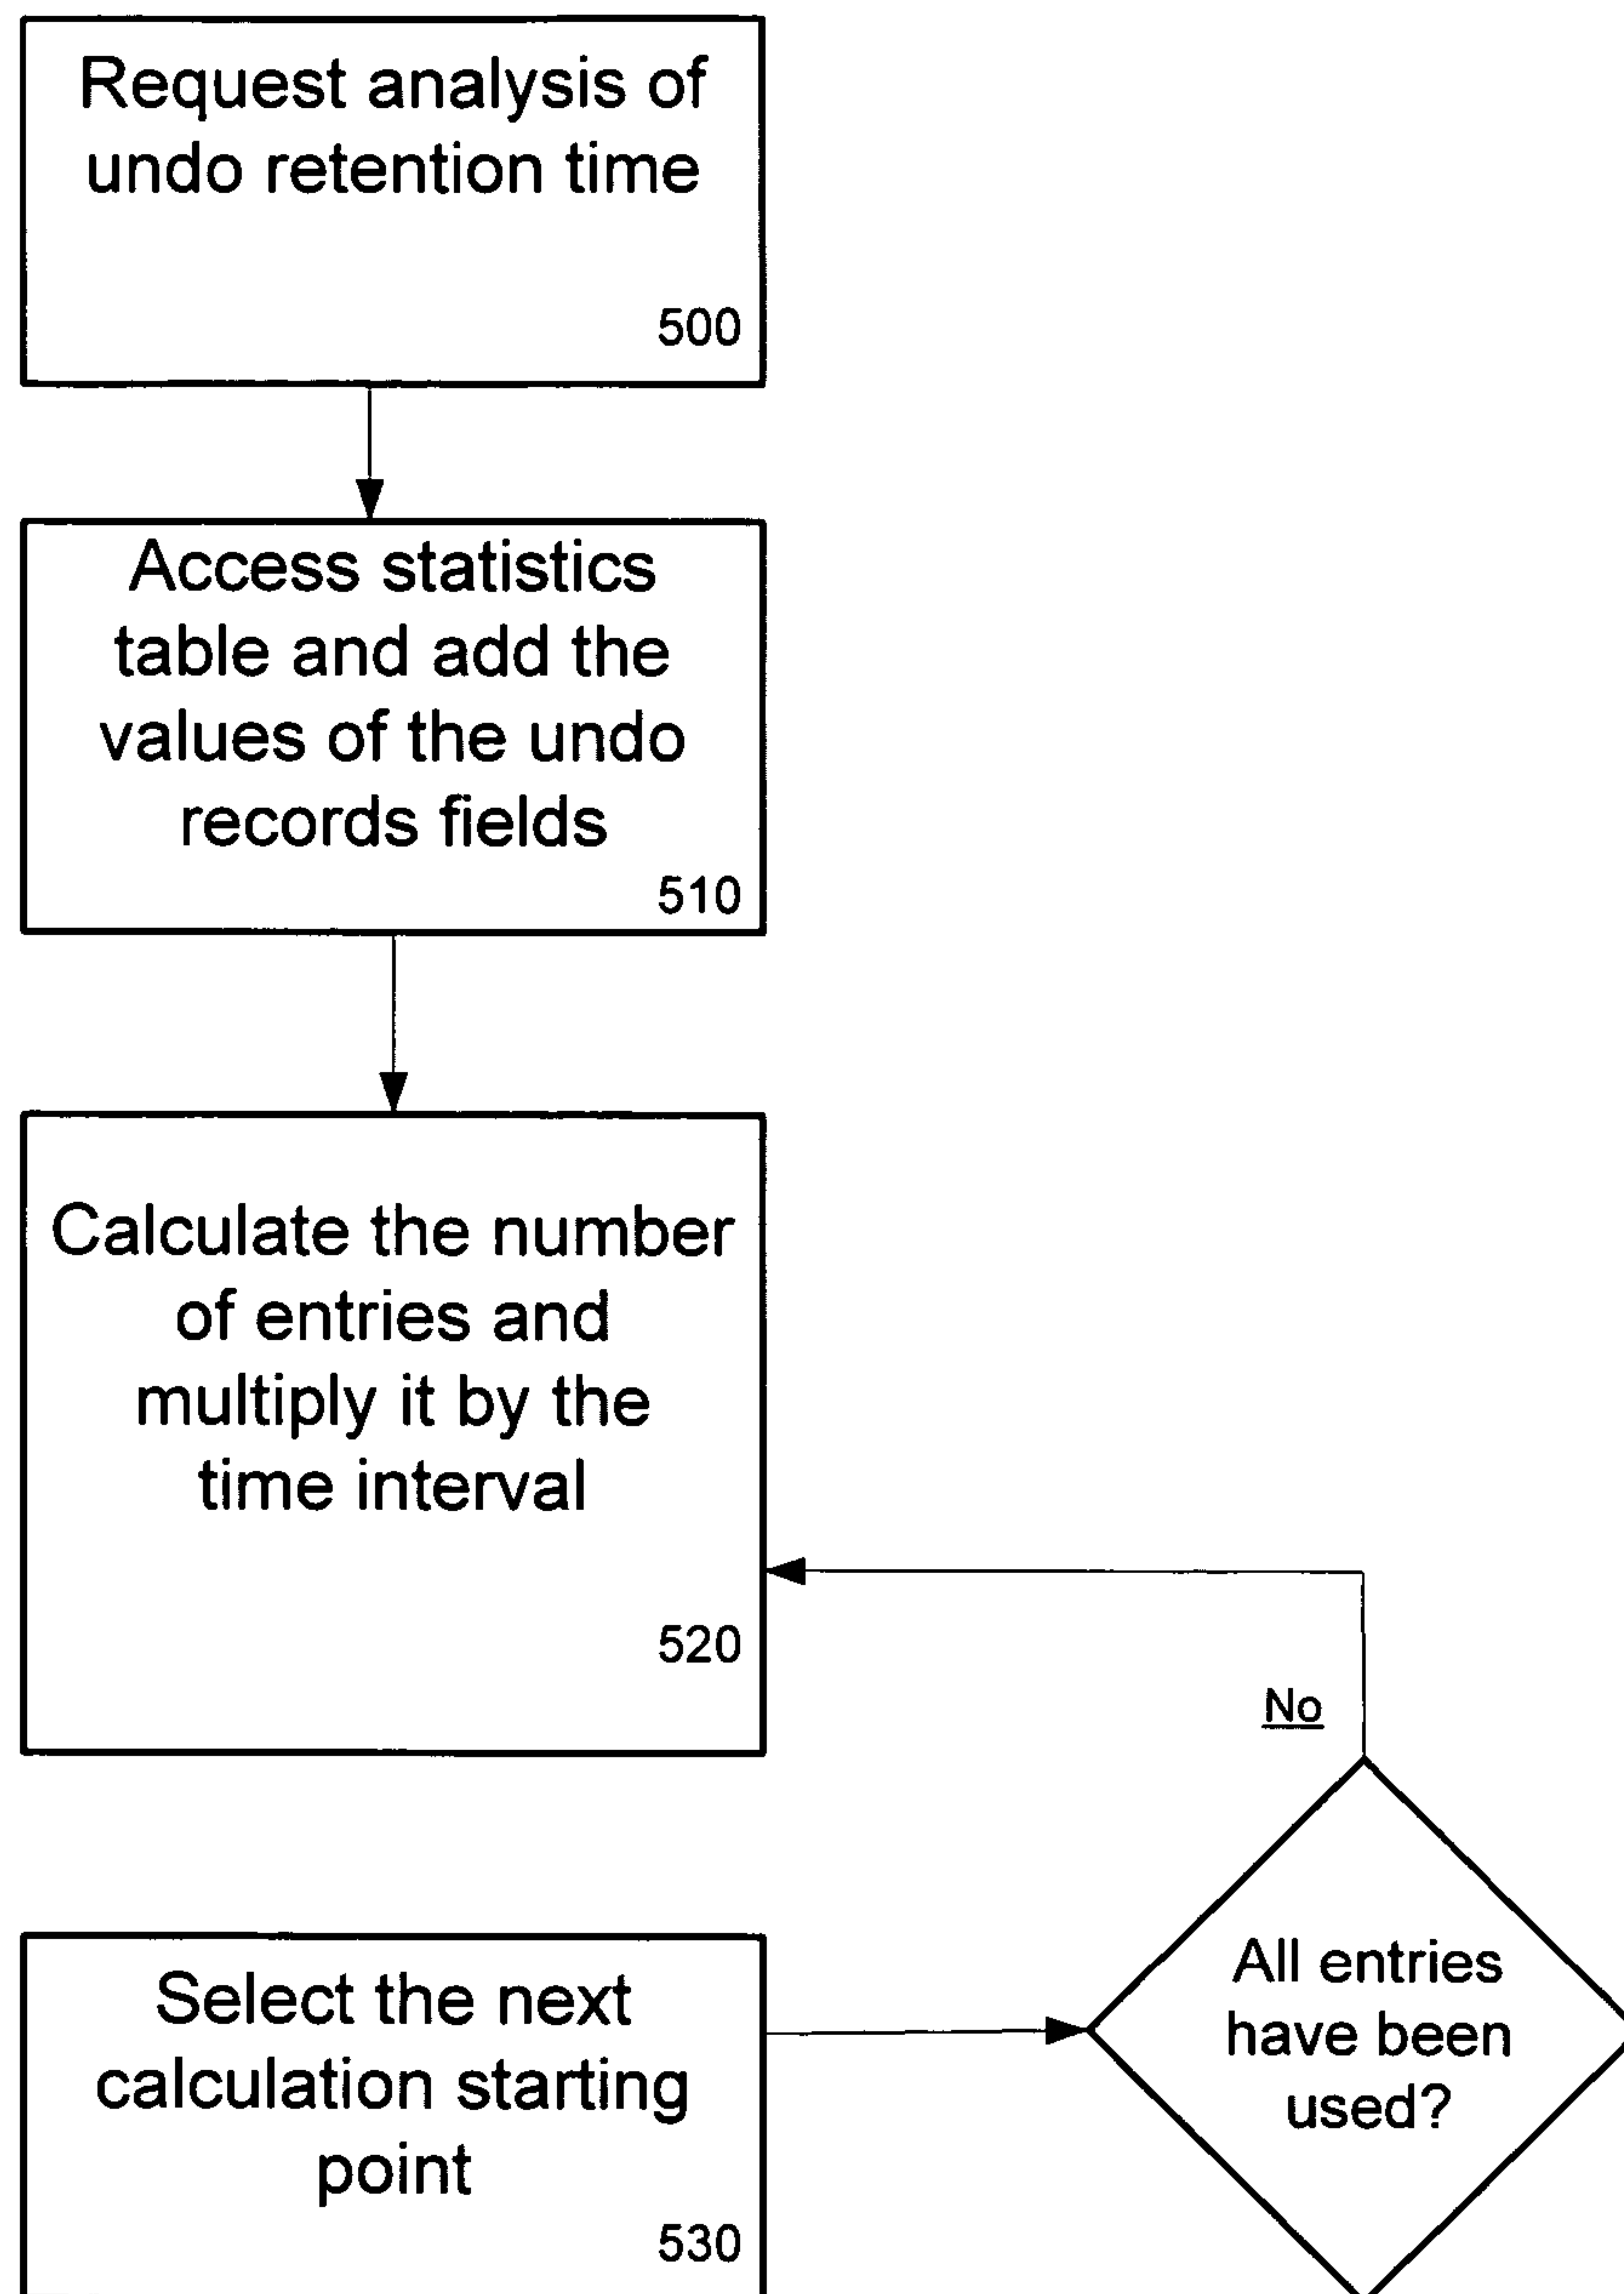 Request analysis of
undo retention time
500
Access statistics
table and add the
values of the undo
records fields
510
Calculate the number
of entries and
multiply it by the
time interval
520
No
Select the next
calculation starting
point
530
All entries
have been
used?